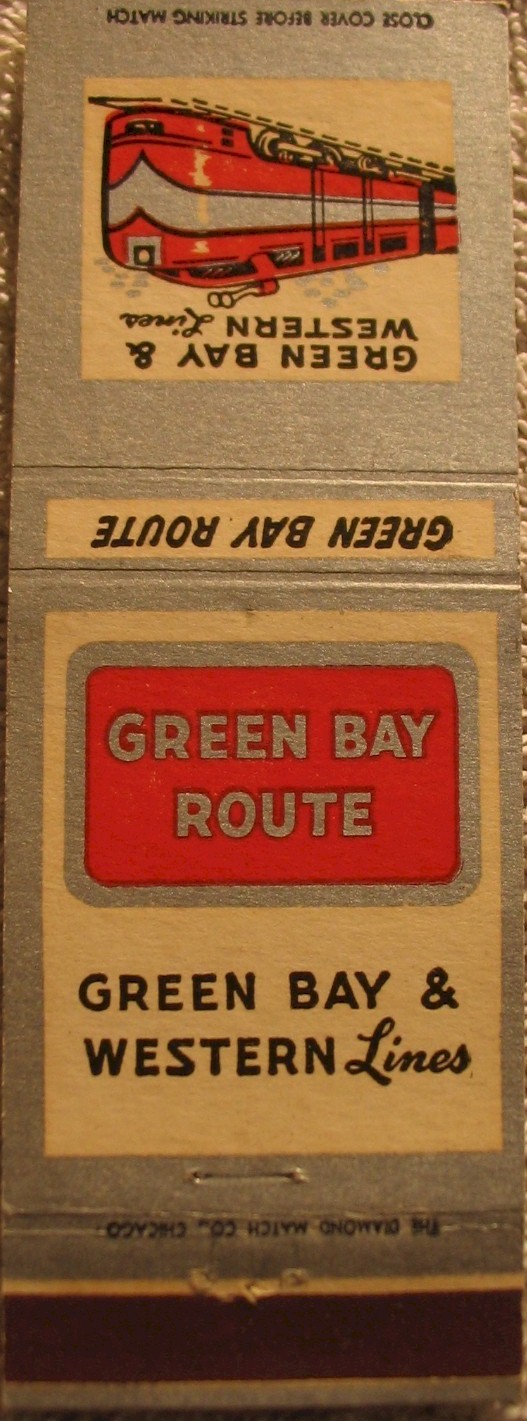 CLOSE COVER BEFORE STRIKING MATCH
GREEN BAY &
WESTERN Lines
GREEN BAY ROUTE
GREEN BAY
ROUTE
GREEN BAY &
WESTERN Lines
THE DIAMOND MATCH CO., CHICAGO